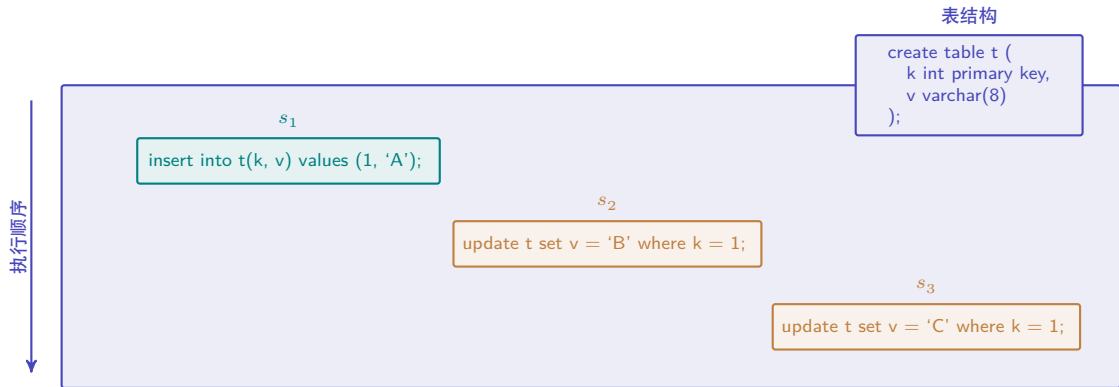 表结构
create table t (
k int primary key,
v varchar(8)
);
s1
insert into t(k, v) values (1, ‘A’);
s2
update t set v = ‘B’ where k = 1;
s3
update t set v = ‘C’ where k = 1;
执行顺序